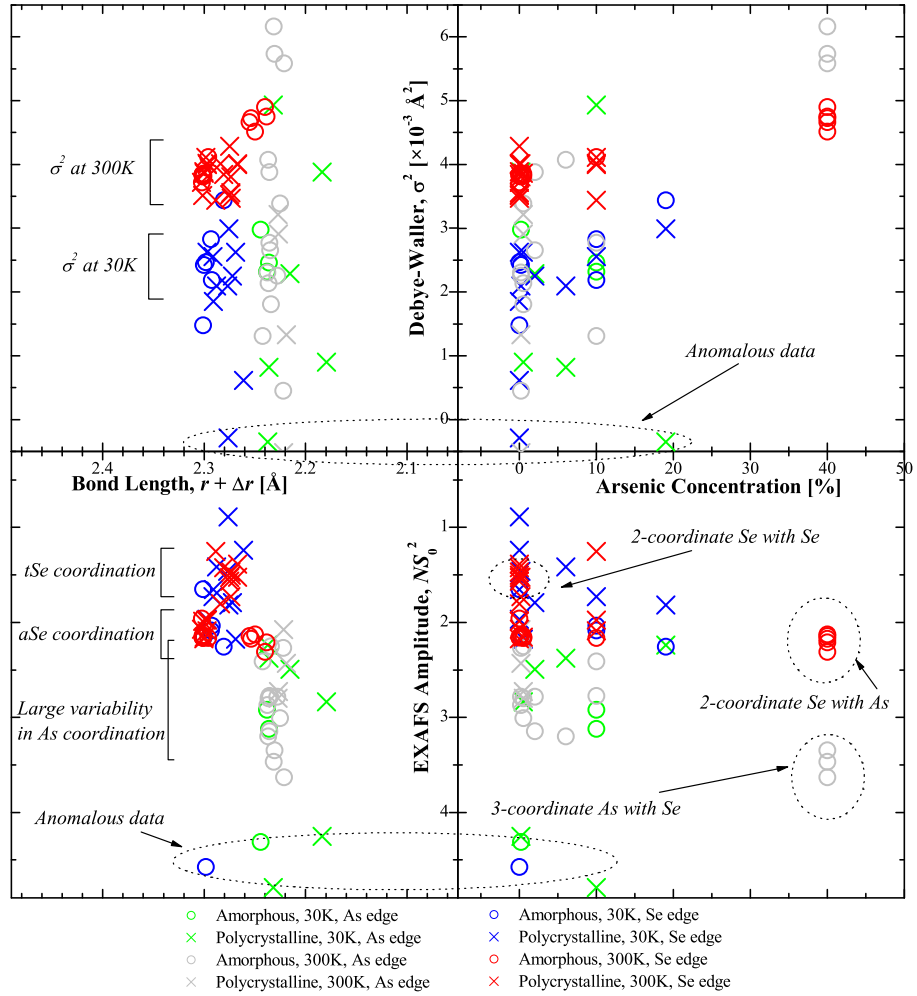 6
5
4
3
2
1
0
Debye-Waller, σ² [×10⁻³ Å²]
σ² at 300K
σ² at 30K
Anomalous data
2.4 2.3 2.2 2.1
0 10 20 30 40 50
Bond Length, r + Δr [Å]
Arsenic Concentration [%]
1
2
3
4
EXAFS Amplitude, NS₀²
2-coordinate Se with Se
tSe coordination
aSe coordination
Large variability
in As coordination
2-coordinate Se with As
3-coordinate As with Se
Anomalous data
Amorphous, 30K, As edge
Polycrystalline, 30K, As edge
Amorphous, 300K, As edge
Polycrystalline, 300K, As edge
Amorphous, 30K, Se edge
Polycrystalline, 30K, Se edge
Amorphous, 300K, Se edge
Polycrystalline, 300K, Se edge